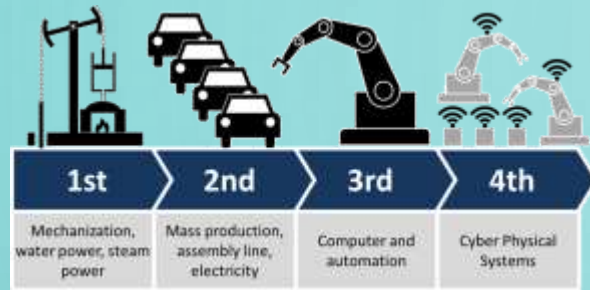 1st
2nd
3rd
4th
Mechanization,
water power, steam
power
Mass production,
assembly line,
electricity
Computer and
automation
Cyber Physical
Systems